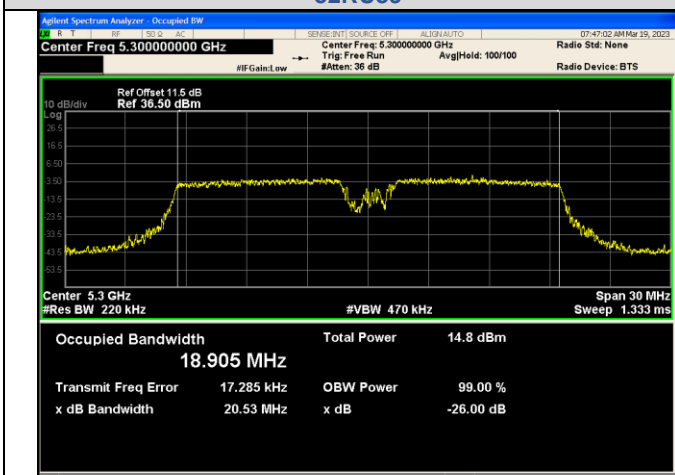 Agilent Spectrum Analyzer - Occupied BW
R T RF 50 Ω AC SENSE:INT SOURCE OFF ALIGN AUTO 07:47:02 AM Mar 19, 2023
Center Freq 5.300000000 GHz Center Freq: 5.300000000 GHz Radio Std: None
Trig: Free Run Avg|Hold: 100/100
#IFGain:Low #Atten: 36 dB Radio Device: BTS
Ref Offset 11.5 dB
10 dB/div Ref 36.50 dBm
Log
26.5
16.5
6.50
-3.50
-13.5
-23.5
-33.5
-43.5
-53.5
Center 5.3 GHz Span 30 MHz
#Res BW 220 kHz #VBW 470 kHz Sweep 1.333 ms
Occupied Bandwidth Total Power 14.8 dBm
18.905 MHz
Transmit Freq Error 17.285 kHz OBW Power 99.00 %
x dB Bandwidth 20.53 MHz x dB -26.00 dB